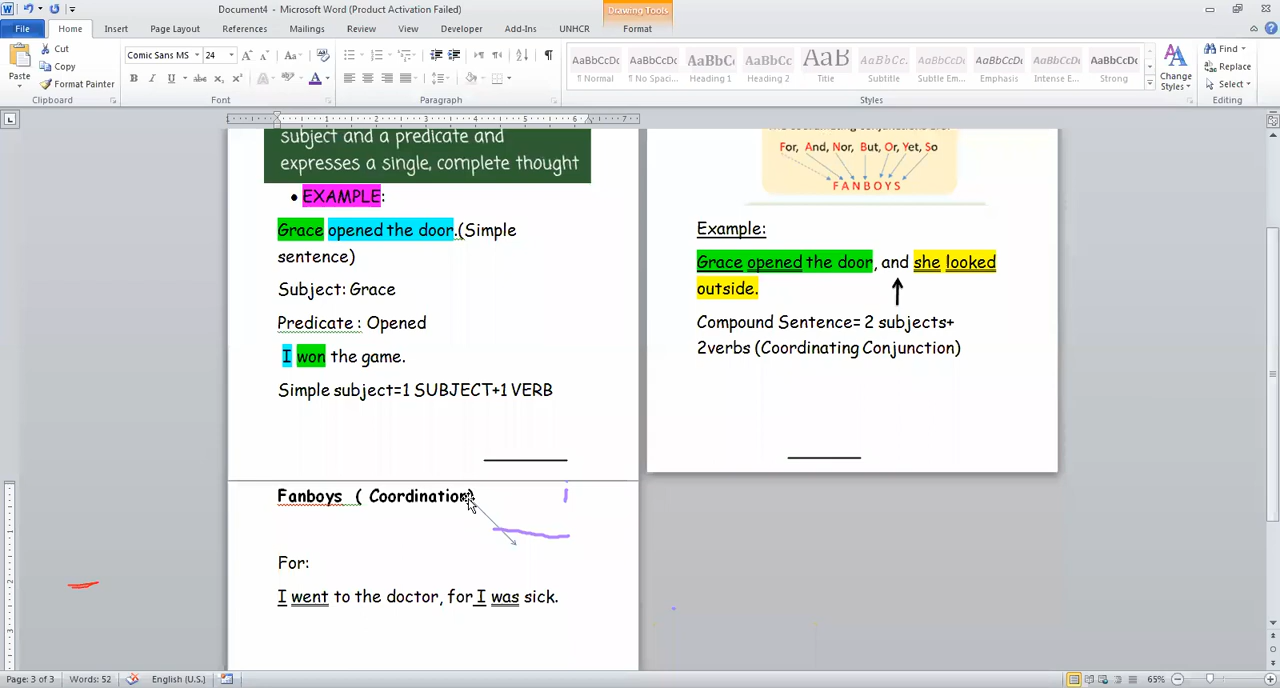 Document4 - Microsoft Word (Product Activation Failed)
Drawing Tools
File Home Insert Page Layout References Mailings Review View Developer Add-Ins UNHCR Format
Paste
Cut
Copy
Format Painter
Clipboard
Comic Sans MS 24
Font
Paragraph
AaBbCcDc AaBbCcDc AaBbC AaBbCc AaB AaBbCc. AaBbCcDc AaBbCcDc AaBbCcDc AaBbCcDc
¶ Normal ¶ No Spaci... Heading 1 Heading 2 Title Subtitle Subtle Em... Emphasis Intense E... Strong
Styles
Change Styles
Find
Replace
Select
Editing
subject and a predicate and
expresses a single, complete thought
EXAMPLE:
Grace opened the door.(Simple
sentence)
Subject: Grace
Predicate : Opened
I won the game.
Simple subject=1 SUBJECT+1 VERB
Fanboys ( Coordination)
For:
I went to the doctor, for I was sick.
For, And, Nor, But, Or, Yet, So
FANBOYS
Example:
Grace opened the door, and she looked
outside.
Compound Sentence= 2 subjects+
2verbs (Coordinating Conjunction)
Page: 3 of 3 Words: 52 English (U.S.) 65%